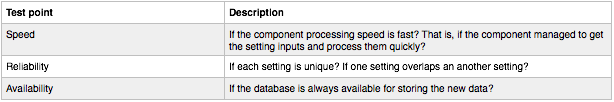 Test point Description
Speed If the component processing speed is fast? That is, if the component managed to get
the setting inputs and process them quickly?
Reliability If each setting is unique? If one setting overlaps an another setting?
Availability If the database is always available for storing the new data?